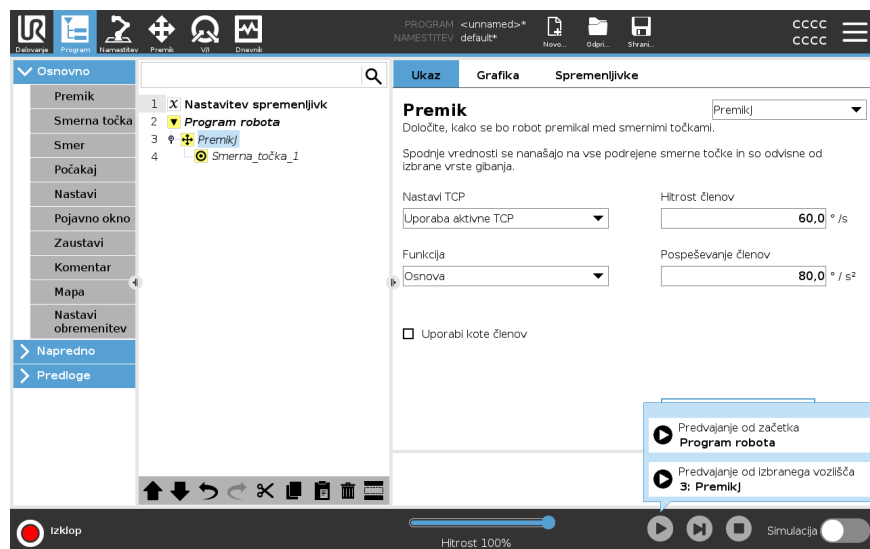 Delovanje
Program
Namestitev
Premik
V/I
Dnevnik
PROGRAM <unnamed>*
NAMESTITEV default*
Novo...
Odpri...
Shrani...
CCCC
CCCC
Osnovno
Premik
Smerna točka
Smer
Počakaj
Nastavi
Pojavno okno
Zaustavi
Komentar
Mapa
Nastavi
obremenitev
Napredno
Predloge
1 X Nastavitev spremenljivk
2 Program robota
3 PremikJ
4 Smerna_točka_1
Ukaz Grafika Spremenljivke
Premik
PremikJ
Določite, kako se bo robot premikal med smernimi točkami.
Spodnje vrednosti se nanašajo na vse podrejene smerne točke in so odvisne od
izbrane vrste gibanja.
Nastavi TCP
Uporaba aktivne TCP
Hitrost členov
60,0 ° /s
Funkcija
Osnova
Pospeševanje členov
80,0 ° / s²
Uporabi kote členov
Predvajanje od začetka
Program robota
Predvajanje od izbranega vozlišča
3: PremikJ
Izklop
Hitrost 100%
Simulacija